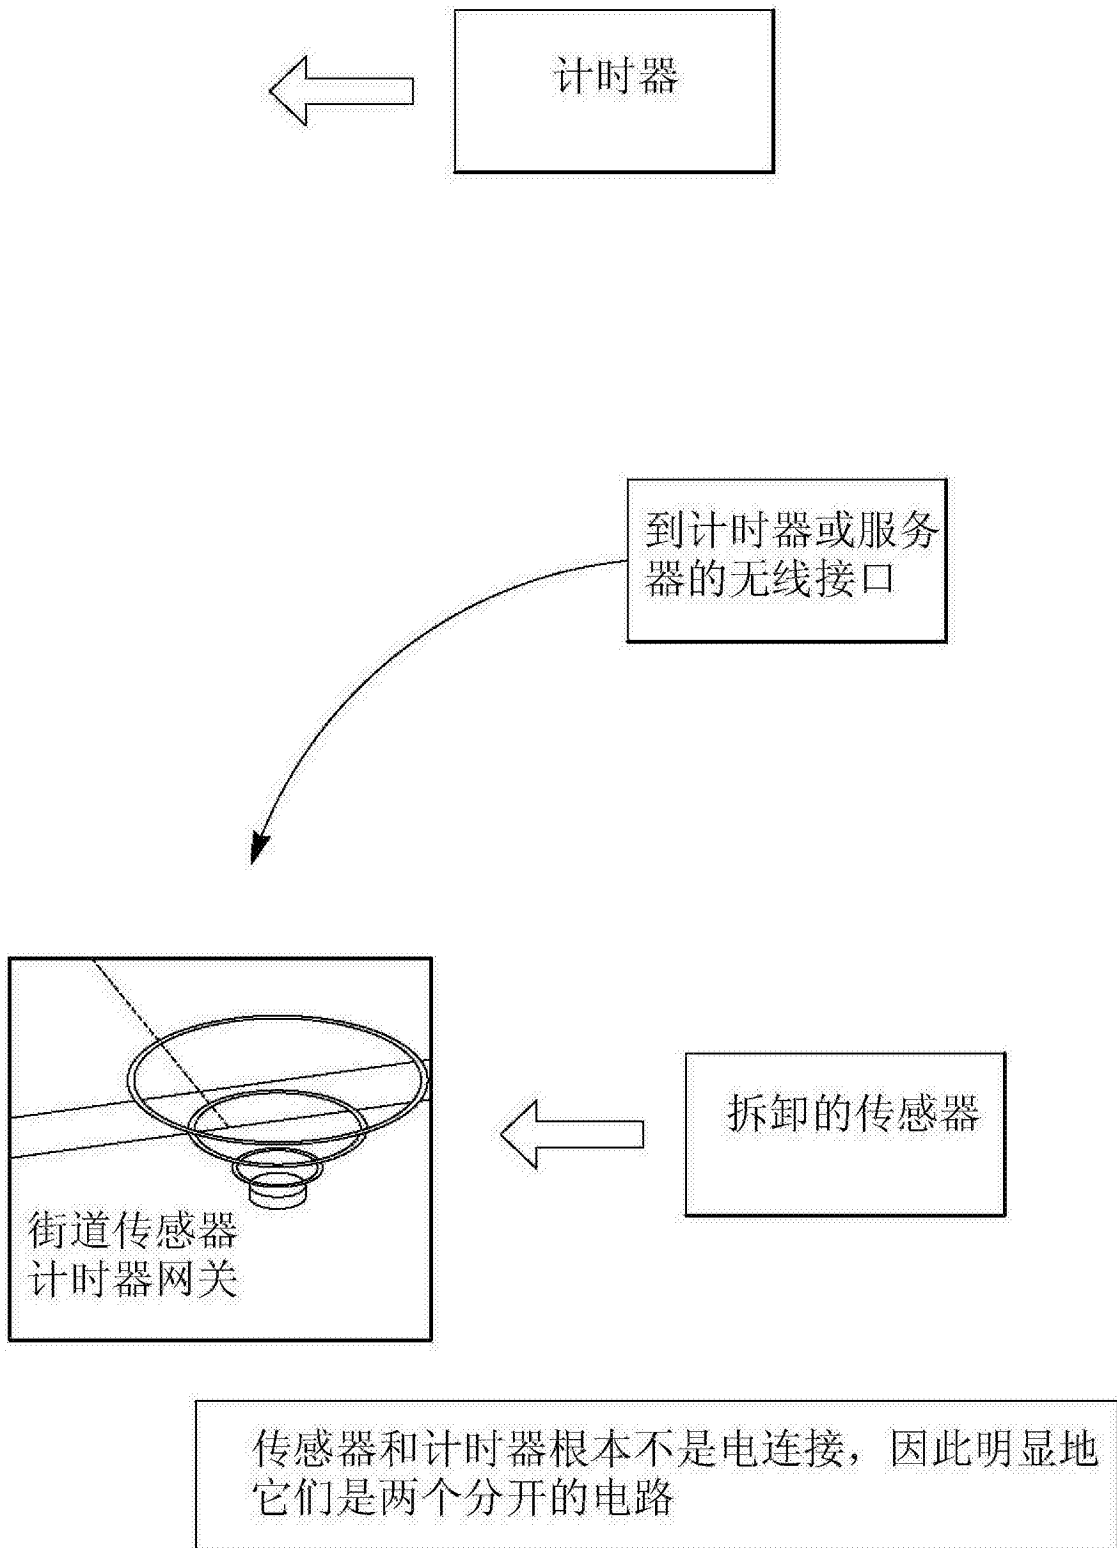 计时器
到计时器或服务
器的无线接口
拆卸的传感器
街道传感器
计时器网关
传感器和计时器根本不是电连接，因此明显地
它们是两个分开的电路